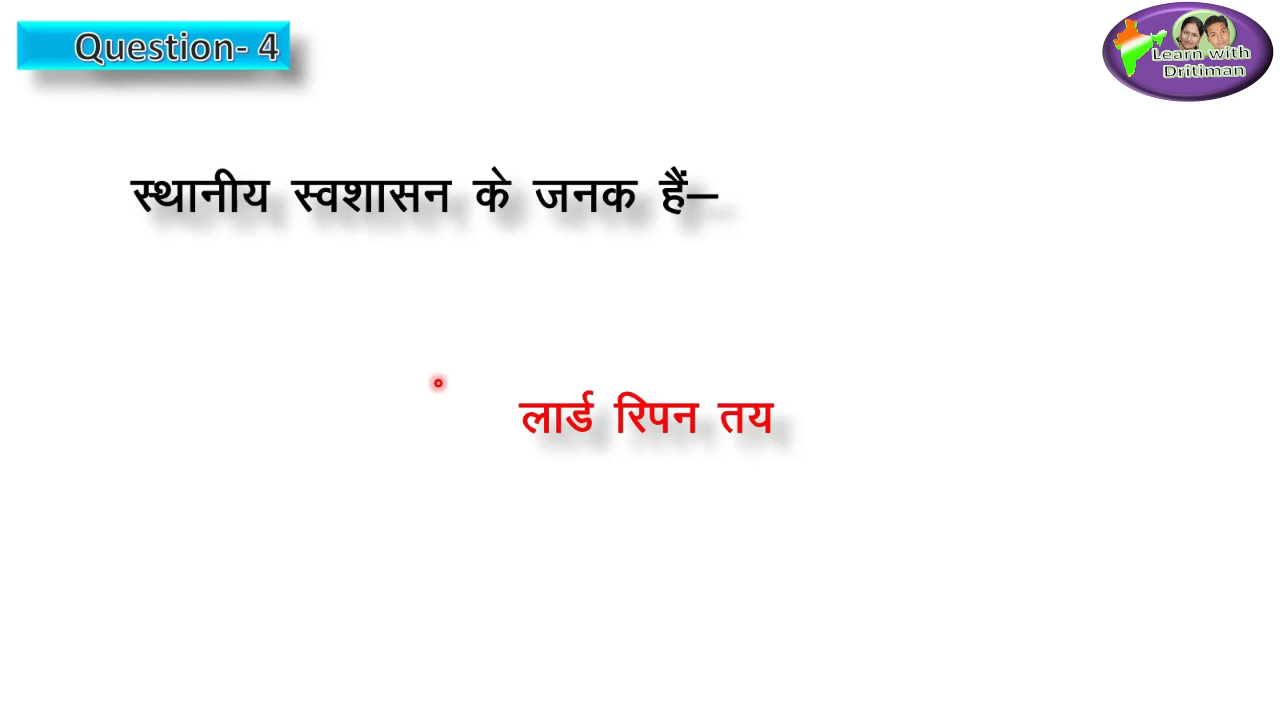 Question- 4
Learn with
Dritiman
स्थानीय स्वशासन के जनक हैं–
लार्ड रिपन तय